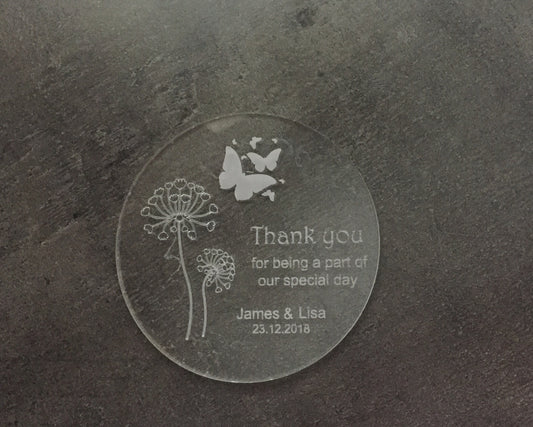 Thank you
for being a part of
our special day
James & Lisa
23.12.2018